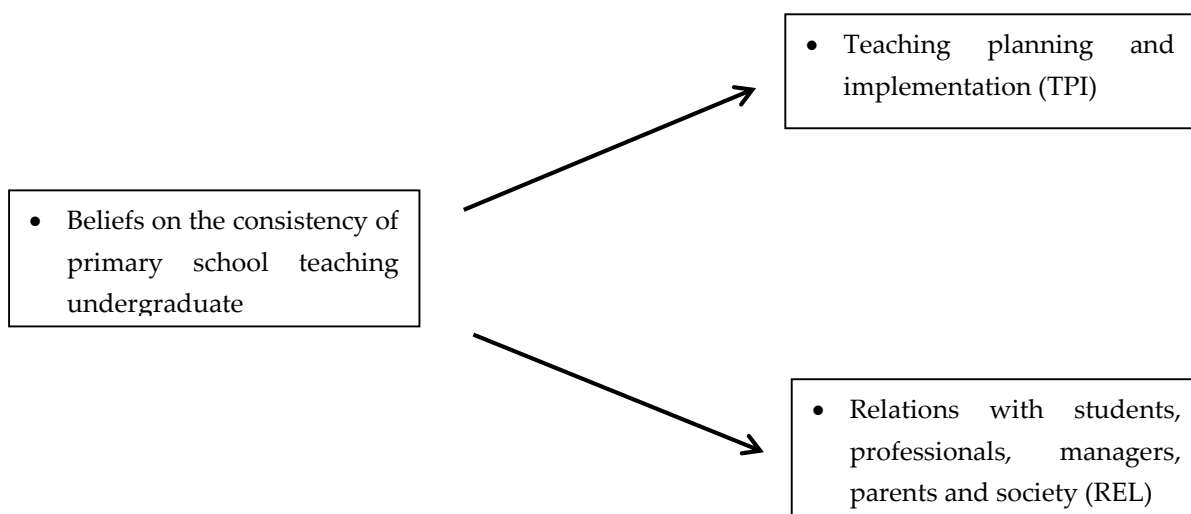 • Teaching planning and
implementation (TPI)
• Beliefs on the consistency of
primary school teaching
undergraduate
• Relations with students,
professionals, managers,
parents and society (REL)